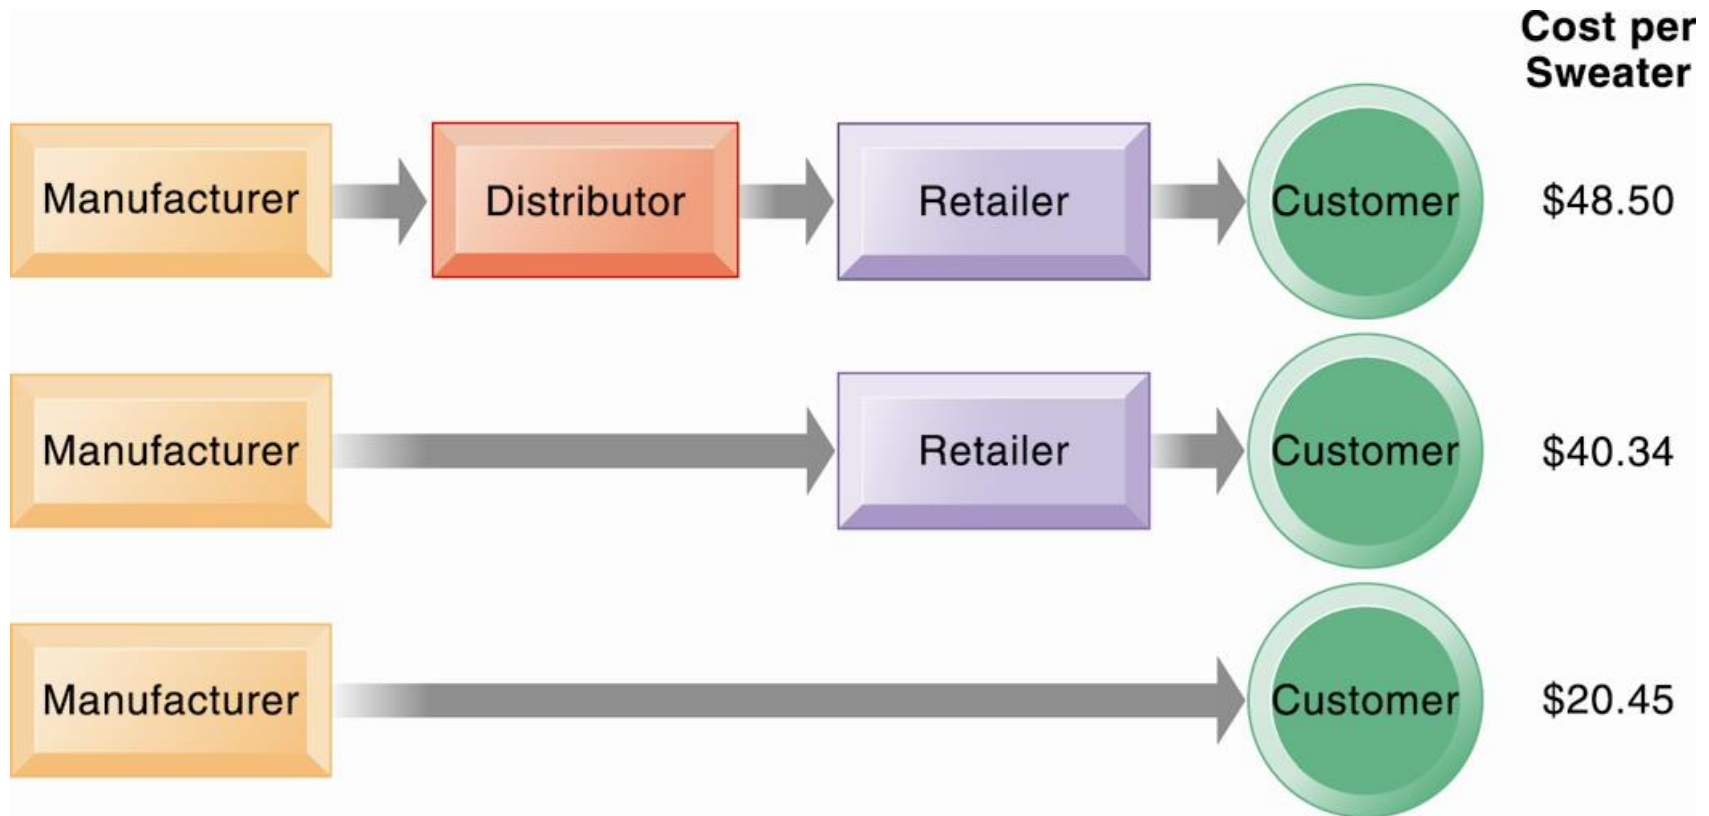 Cost per
Sweater
Manufacturer
Distributor
Retailer
Customer
$48.50
Manufacturer
Retailer
Customer
$40.34
Manufacturer
Customer
$20.45